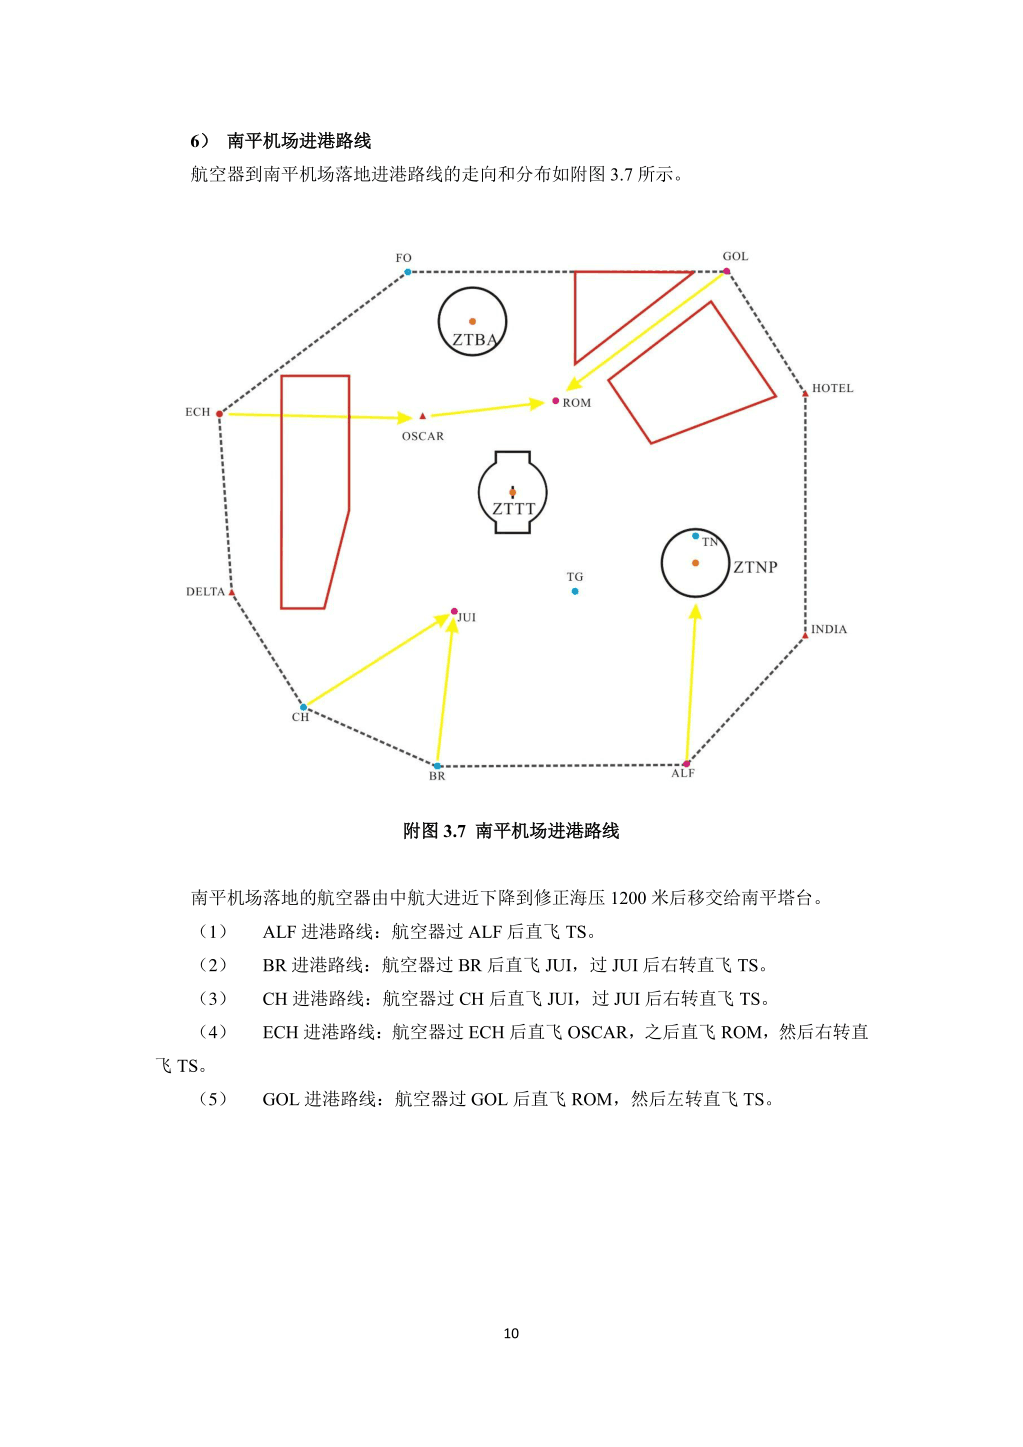 6） 南平机场进港路线
航空器到南平机场落地进港路线的走向和分布如附图 3.7 所示。
FO
GOL
ZTBA
HOTEL
ECH
ROM
OSCAR
ZTTT
TN
ZTNP
TG
DELTA
JUI
INDIA
CH
BR
ALF
附图 3.7 南平机场进港路线
南平机场落地的航空器由中航大进近下降到修正海压 1200 米后移交给南平塔台。
（1） ALF 进港路线：航空器过 ALF 后直飞 TS。
（2） BR 进港路线：航空器过 BR 后直飞 JUI，过 JUI 后右转直飞 TS。
（3） CH 进港路线：航空器过 CH 后直飞 JUI，过 JUI 后右转直飞 TS。
（4） ECH 进港路线：航空器过 ECH 后直飞 OSCAR，之后直飞 ROM，然后右转直
飞 TS。
（5） GOL 进港路线：航空器过 GOL 后直飞 ROM，然后左转直飞 TS。
10